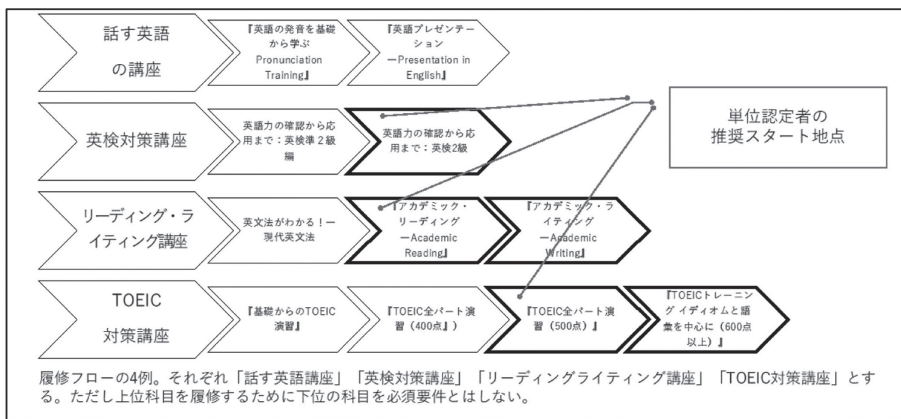 話す英語
の講座
『英語の発音を基礎
から学ぶ
Pronunciation
Training』
『英語プレゼンテー
ション
ーPresentation in
English』
単位認定者の
推奨スタート地点
英検対策講座
英語力の確認から応
用まで：英検準２級
編
英語力の確認から応
用まで：英検2級
リーディング・ラ
イティング講座
英文法がわかる！ー
現代英文法
『アカデミック・
リーディング
ーAcademic
Reading』
『アカデミック・ラ
イティング
ーAcademic
Writing』
TOEIC
対策講座
『基礎からのTOEIC
演習』
『TOEIC全パート演
習（400点』）
『TOEIC全パート演
習（500点）』
『TOEICトレーニン
グ イディオムと語
彙を中心に（600点
以上）』
履修フローの4例。それぞれ「話す英語講座」「英検対策講座」「リーディングライティング講座」「TOEIC対策講座」とす
る。ただし上位科目を履修するために下位の科目を必須要件とはしない。